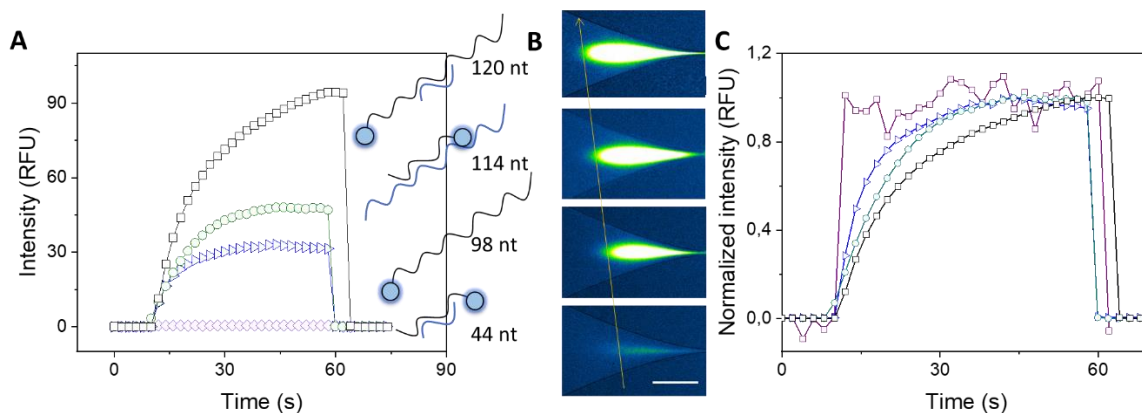 A
Intensity (RFU)
90
60
30
0
0
30
60
90
Time (s)
120 nt
114 nt
98 nt
44 nt
B
C
Normalized intensity (RFU)
1,2
0,8
0,4
0,0
0
30
60
Time (s)